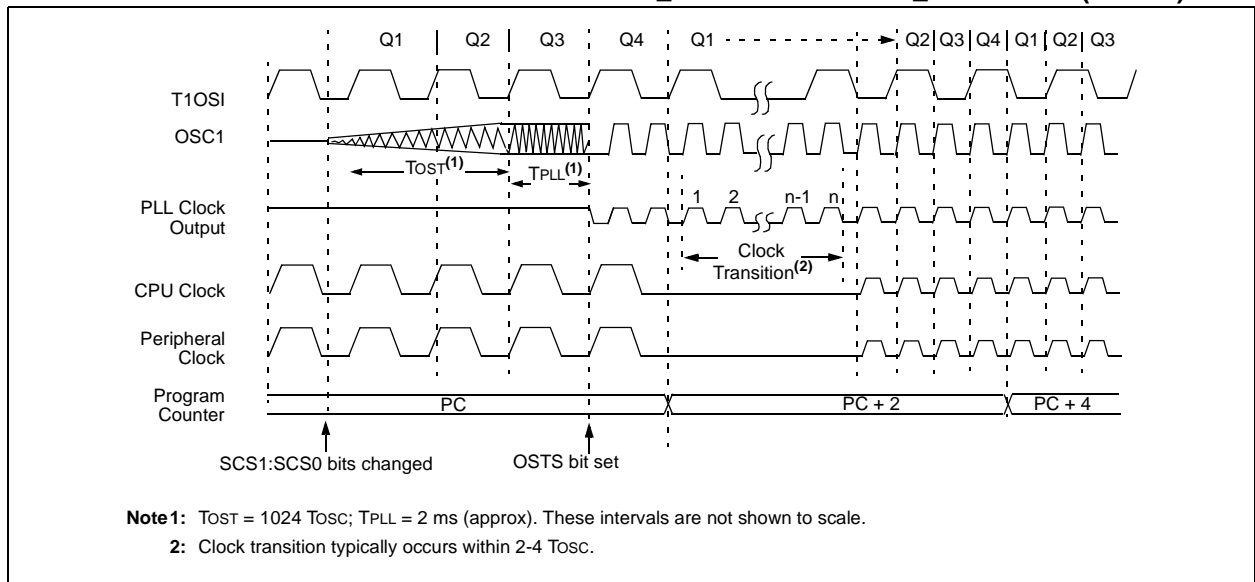 Q1 Q2 Q3 Q4 Q1 Q2 Q3 Q4 Q1 Q2 Q3
T1OSI
OSC1
TOST(1) TPLL(1)
1 2 n-1 n
PLL Clock
Output
Clock
Transition(2)
CPU Clock
Peripheral
Clock
Program
Counter
PC PC + 2 PC + 4
SCS1:SCS0 bits changed OSTS bit set
Note1: TOST = 1024 TOSC; TPLL = 2 ms (approx). These intervals are not shown to scale.
2: Clock transition typically occurs within 2-4 TOSC.